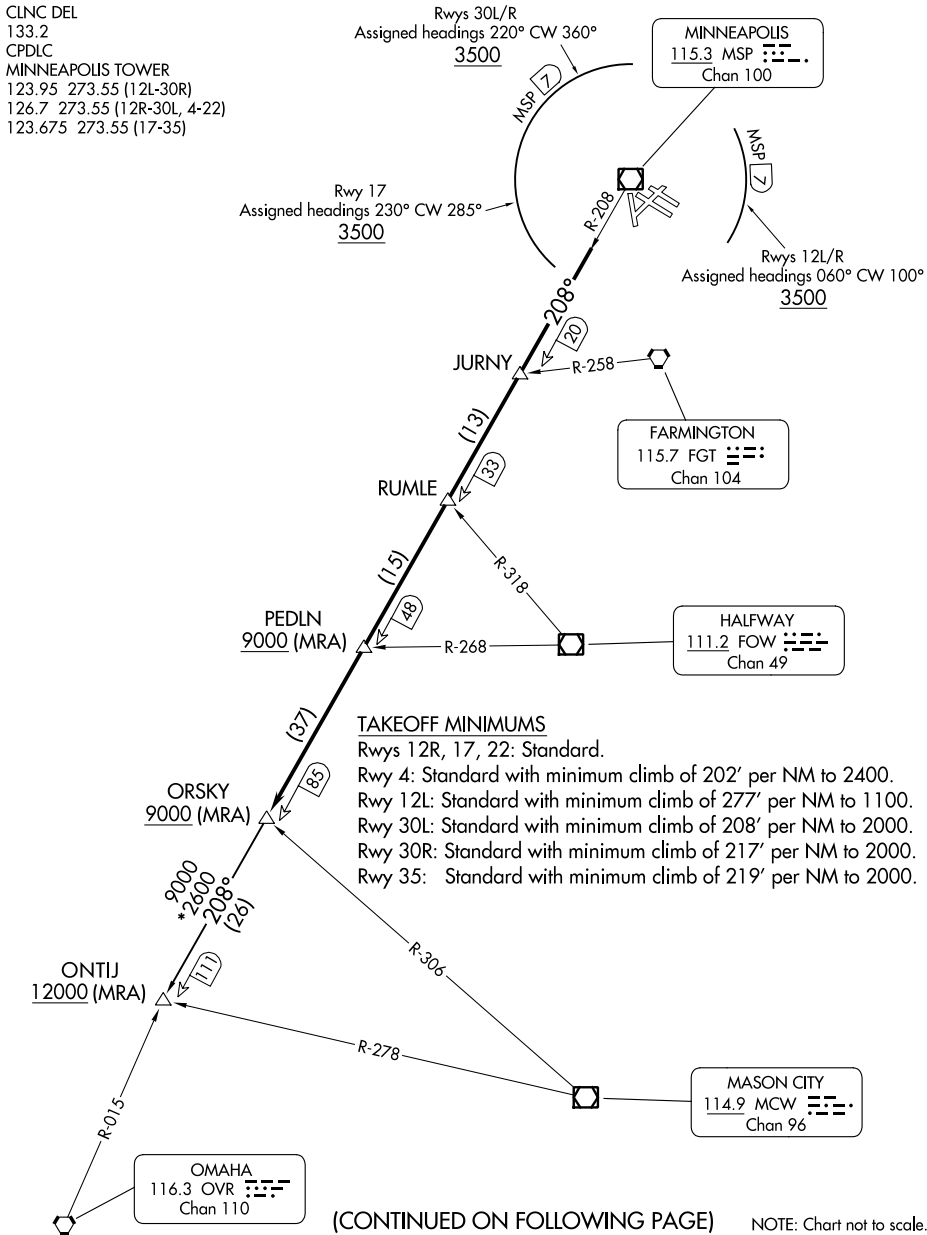 CLNC DEL
133.2
CPDLC
MINNEAPOLIS TOWER
123.95 273.55 (12L-30R)
126.7 273.55 (12R-30L, 4-22)
123.675 273.55 (17-35)
Rwys 30L/R
Assigned headings 220° CW 360°
3500
MINNEAPOLIS
115.3 MSP
Chan 100
MSP 7
MSP 7
Rwy 17
Assigned headings 230° CW 285°
3500
R-208
Rwys 12L/R
Assigned headings 060° CW 100°
3500
208°
20
JURNY
R-258
FARMINGTON
115.7 FGT
Chan 104
(13)
33
RUMLE
R-318
(15)
48
PEDLN
9000 (MRA)
R-268
HALFWAY
111.2 FOW
Chan 49
(37)
TAKEOFF MINIMUMS
Rwys 12R, 17, 22: Standard.
Rwy 4: Standard with minimum climb of 202' per NM to 2400.
Rwy 12L: Standard with minimum climb of 277' per NM to 1100.
Rwy 30L: Standard with minimum climb of 208' per NM to 2000.
Rwy 30R: Standard with minimum climb of 217' per NM to 2000.
Rwy 35: Standard with minimum climb of 219' per NM to 2000.
85
ORSKY
9000 (MRA)
9000
*2600
208°
(26)
R-306
111
ONTIJ
12000 (MRA)
R-278
R-015
MASON CITY
114.9 MCW
Chan 96
OMAHA
116.3 OVR
Chan 110
(CONTINUED ON FOLLOWING PAGE)
NOTE: Chart not to scale.